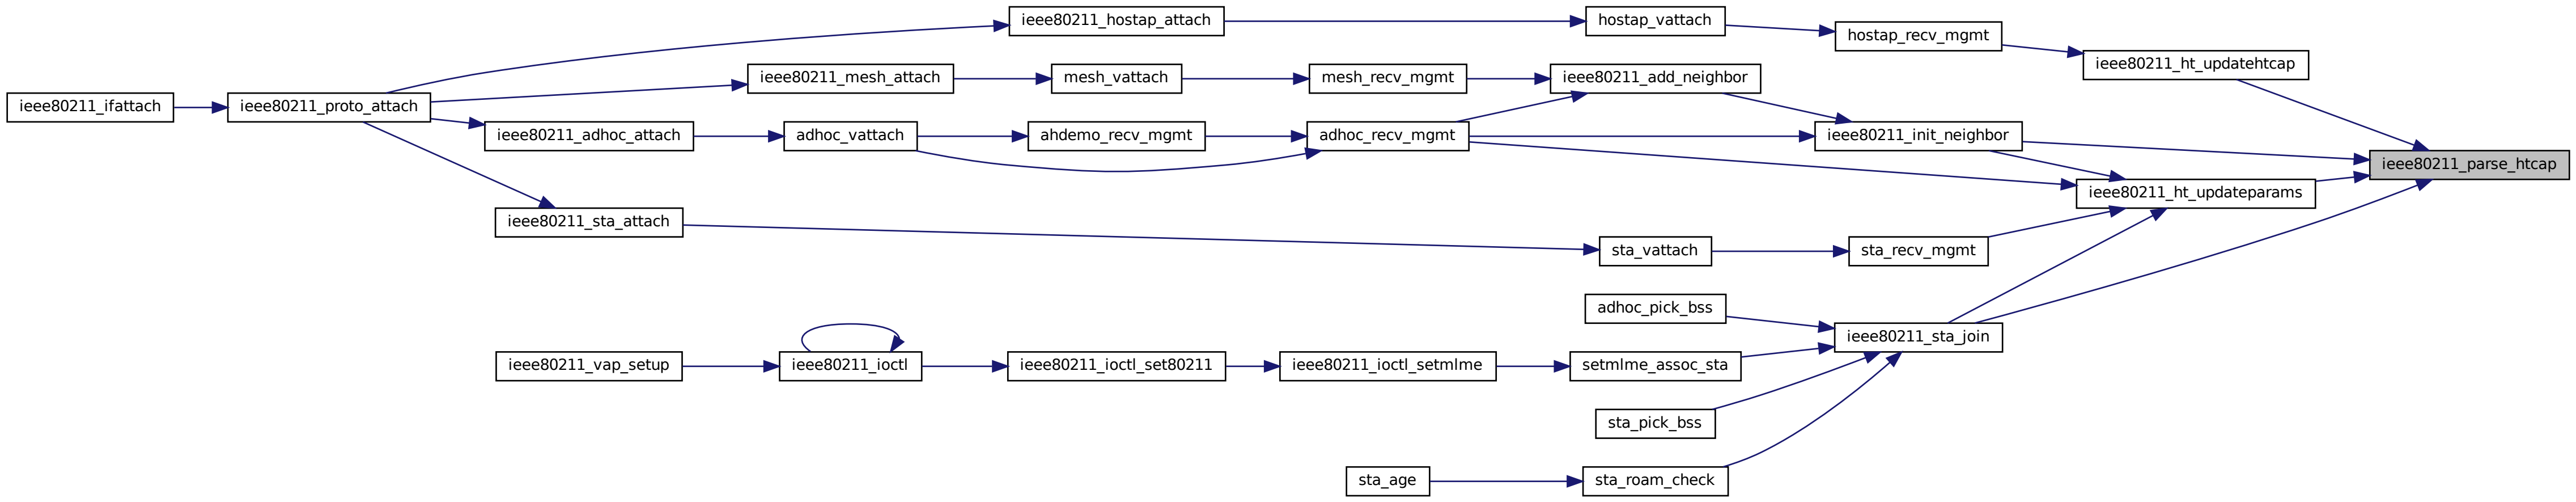 ieee80211_hostap_attach
hostap_vattach
hostap_recv_mgmt
ieee80211_ht_updatehtcap
ieee80211_mesh_attach
mesh_vattach
mesh_recv_mgmt
ieee80211_add_neighbor
ieee80211_ifattach
ieee80211_proto_attach
ieee80211_adhoc_attach
adhoc_vattach
ahdemo_recv_mgmt
adhoc_recv_mgmt
ieee80211_init_neighbor
ieee80211_parse_htcap
ieee80211_ht_updateparams
ieee80211_sta_attach
sta_vattach
sta_recv_mgmt
adhoc_pick_bss
ieee80211_sta_join
ieee80211_vap_setup
ieee80211_ioctl
ieee80211_ioctl_set80211
ieee80211_ioctl_setmlme
setmlme_assoc_sta
sta_pick_bss
sta_age
sta_roam_check